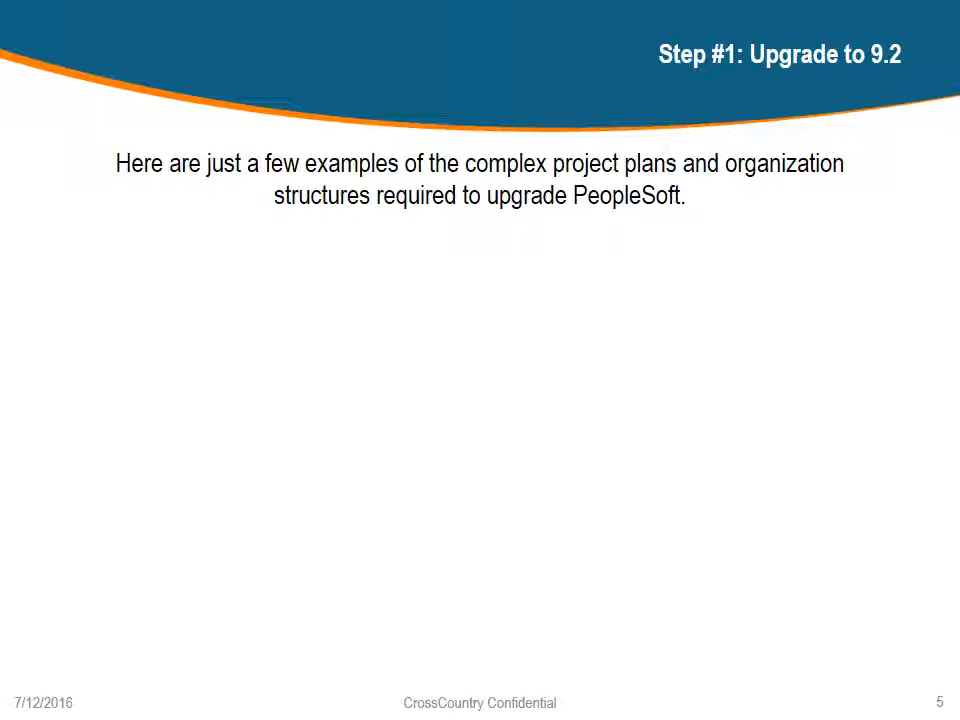 Step #1: Upgrade to 9.2
Here are just a few examples of the complex project plans and organization
structures required to upgrade PeopleSoft.
7/12/2016
CrossCountry Confidential
5